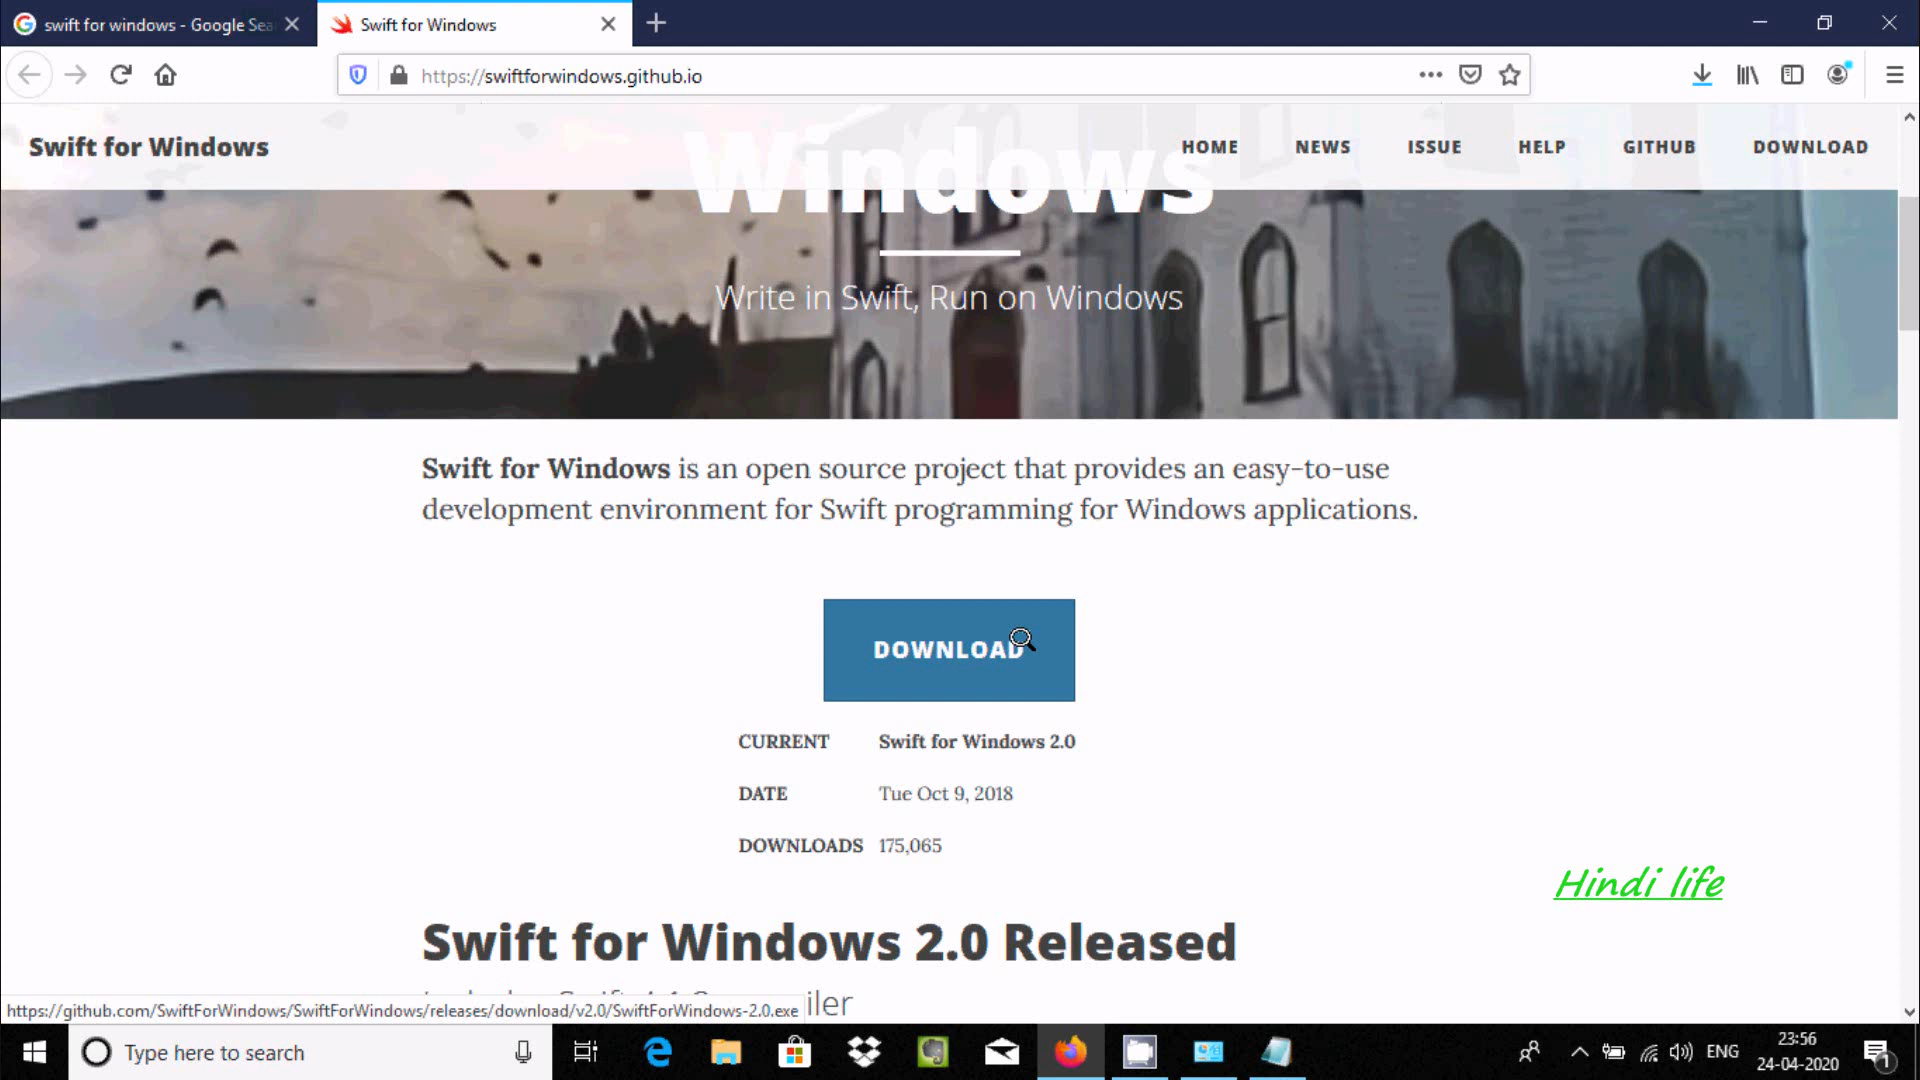 swift for windows - Google Sea
Swift for Windows
https://swiftforwindows.github.io
Swift for Windows
HOME
NEWS
ISSUE
HELP
GITHUB
DOWNLOAD
Windows
Write in Swift, Run on Windows
Swift for Windows is an open source project that provides an easy-to-use
development environment for Swift programming for Windows applications.
DOWNLOAD
CURRENT Swift for Windows 2.0
DATE Tue Oct 9, 2018
DOWNLOADS 175,065
Hindi life
Swift for Windows 2.0 Released
https://github.com/SwiftForWindows/SwiftForWindows/releases/download/v2.0/SwiftForWindows-2.0.exe
Type here to search
ENG
23:56
24-04-2020
1